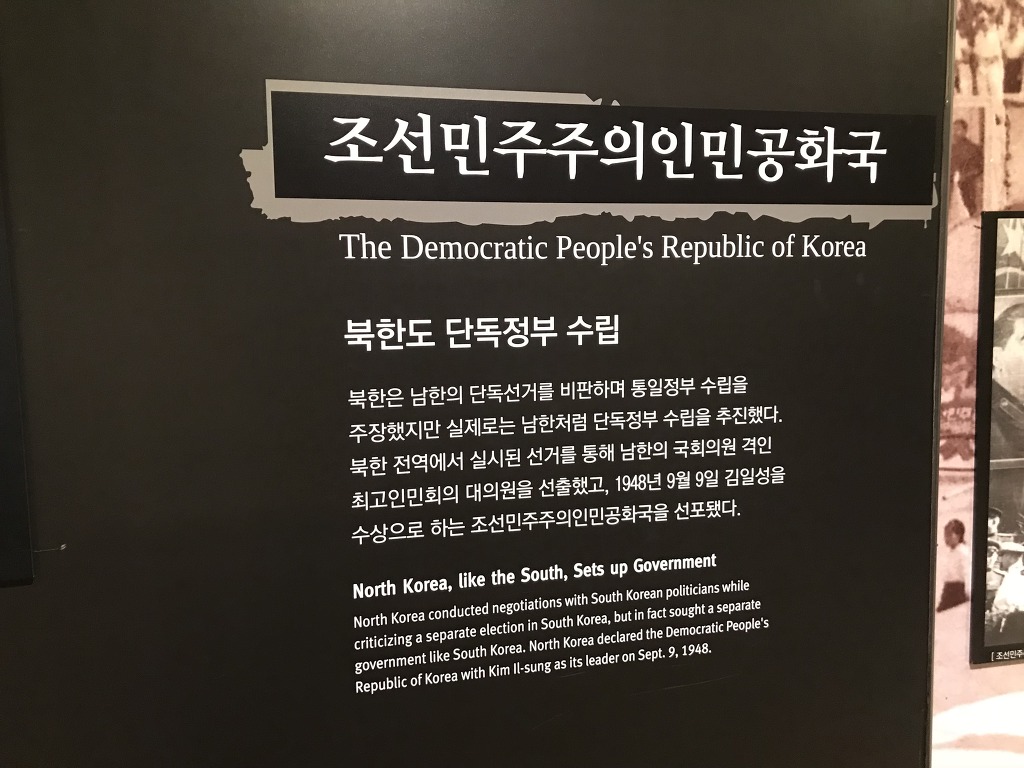 조선민주주의인민공화국
The Democratic People's Republic of Korea
북한도 단독정부 수립
북한은 남한의 단독선거를 비판하며 통일정부 수립을
주장했지만 실제로는 남한처럼 단독정부 수립을 추진했다.
북한 전역에서 실시된 선거를 통해 남한의 국회의원 격인
최고인민회의 대의원을 선출했고, 1948년 9월 9일 김일성을
수상으로 하는 조선민주주의인민공화국을 선포됐다.
North Korea, like the South, Sets up Government
North Korea conducted negotiations with South Korean politicians while
criticizing a separate election in South Korea, but in fact sought a separate
government like South Korea. North Korea declared the Democratic People's
Republic of Korea with Kim Il-sung as its leader on Sept. 9, 1948.
[ 조선민주